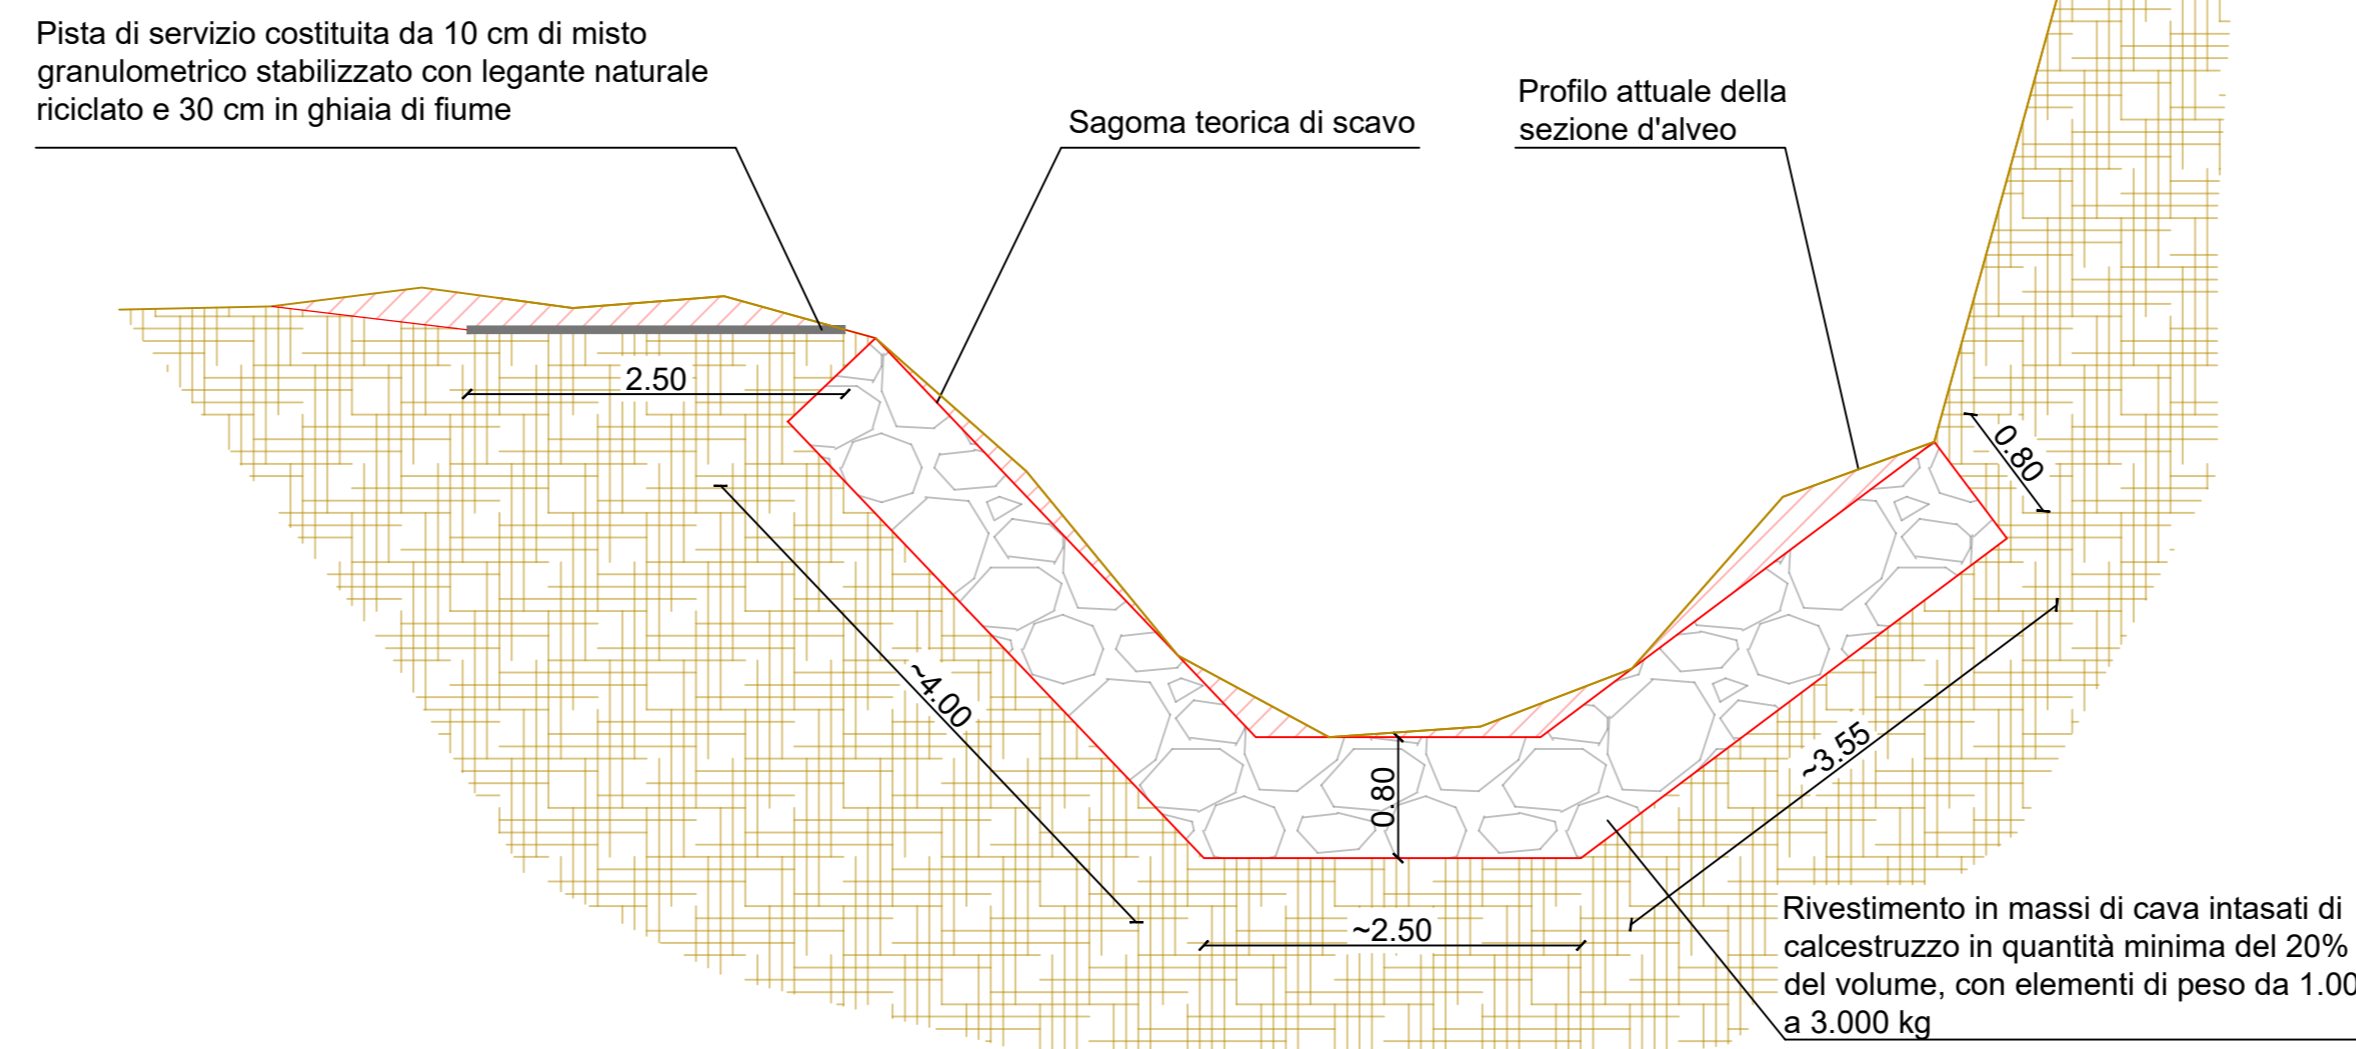 Pista di servizio costituita da 10 cm di misto
granulometrico stabilizzato con legante naturale
riciclato e 30 cm in ghiaia di fiume
Sagoma teorica di scavo
Profilo attuale della
sezione d'alveo
2.50
0.80
~4.00
~3.55
0.80
~2.50
Rivestimento in massi di cava intasati di
calcestruzzo in quantità minima del 20%
del volume, con elementi di peso da 1.00
a 3.000 kg